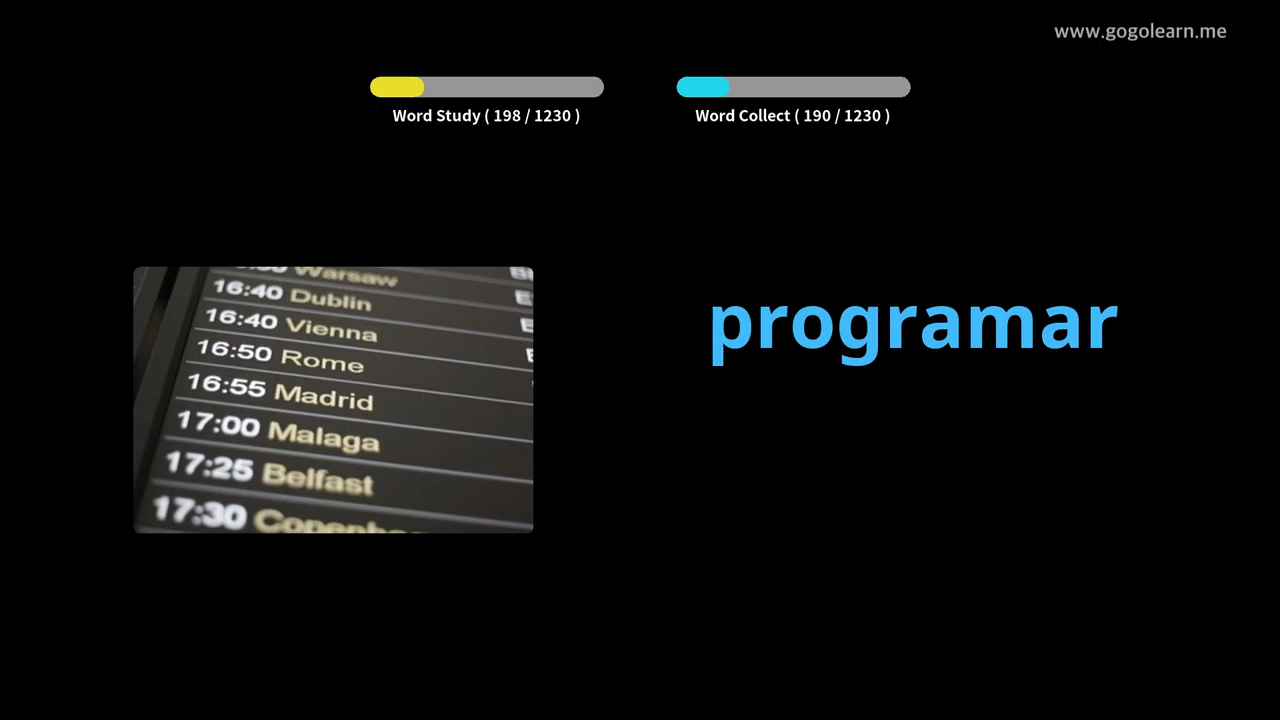 www.gogolearn.me
Word Study ( 198 / 1230 )
Word Collect ( 190 / 1230 )
programar
Warsaw
16:40 Dublin
16:40 Vienna
16:50 Rome
16:55 Madrid
17:00 Malaga
17:25 Belfast
17:30